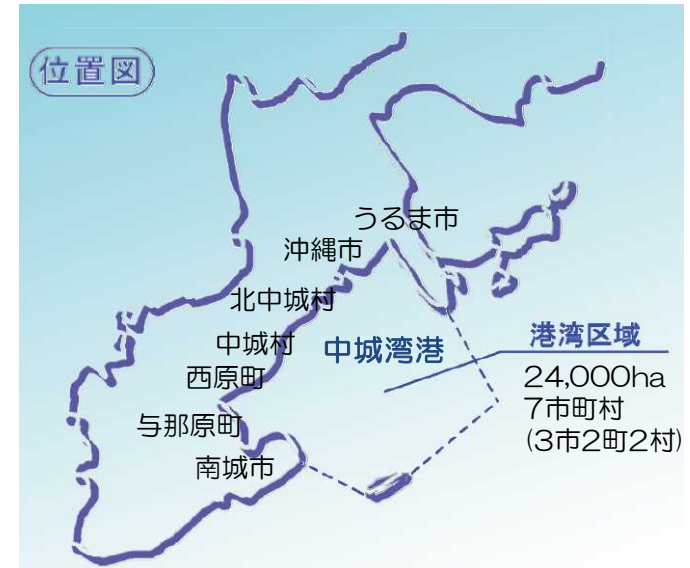 位置図
うるま市
沖縄市
北中城村
中城村
中城湾港
西原町
与那原町
南城市
港湾区域
24,000ha
7市町村
(3市2町2村)